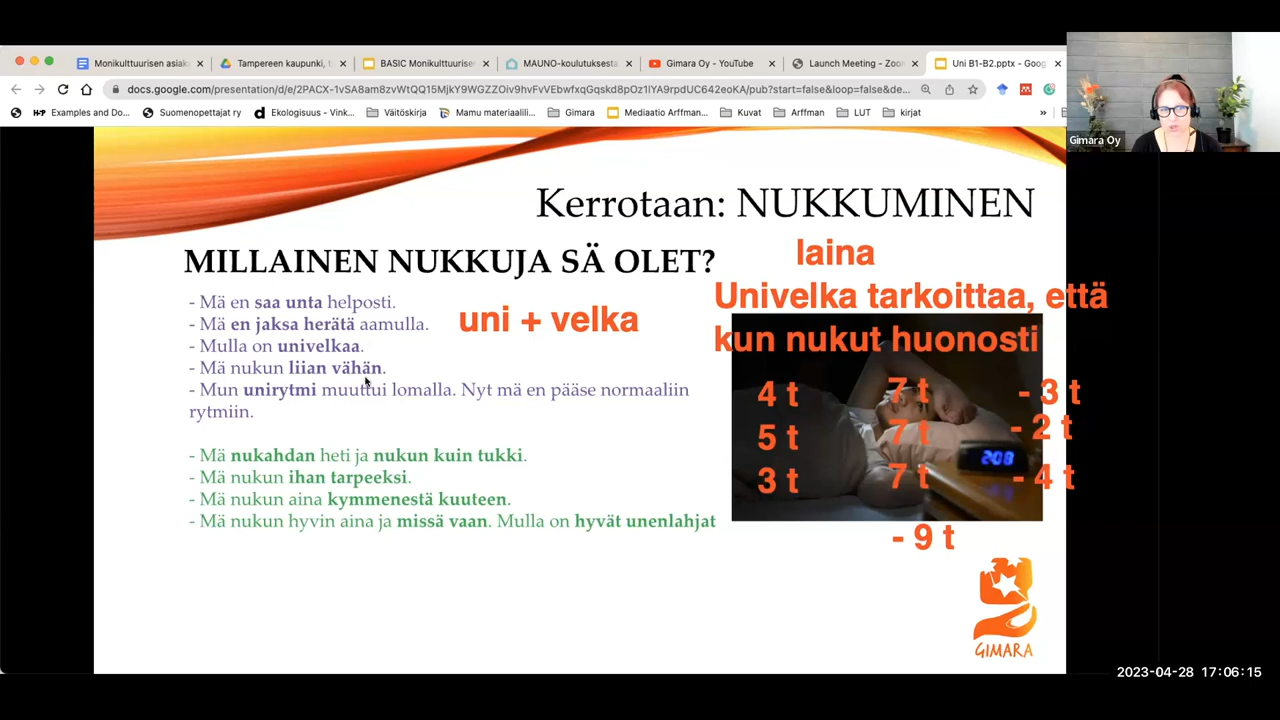 Monikulttuurisen asiak
Tampereen kaupunki, t
BASIC Monikulttuurise
MAUNO-koulutuksesta
Gimara Oy - YouTube
Launch Meeting - Zoo
Uni B1-B2.pptx - Goog
docs.google.com/presentation/d/e/2PACX-1vSA8am8zvWtQQ15MjkY9WGZZOiv9hvFvVEbwfxqGqskd8pOz1IYA9rpdUC642eoKA/pub?start=false&loop=false&de...
Examples and Do...
Suomenopettajat ry
Ekologisuus - Vink...
Väitöskirja
Mamu materiaalili...
Gimara
Mediaatio Arffman...
Kuvat
Arffman
LUT
kirjat
»
Gimara Oy
Kerrotaan: NUKKUMINEN
MILLAINEN NUKKUJA SÄ OLET?
laina
- Mä en saa unta helposti.
- Mä en jaksa herätä aamulla.
- Mulla on univelkaa.
- Mä nukun liian vähän.
- Mun unirytmi muuttui lomalla. Nyt mä en pääse normaaliin
rytmiin.
uni + velka
Univelka tarkoittaa, että
kun nukut huonosti
4 t 7 t - 3 t
5 t 7 t - 2 t
3 t 7 t - 4 t
- 9 t
2:08
- Mä nukahdan heti ja nukun kuin tukki.
- Mä nukun ihan tarpeeksi.
- Mä nukun aina kymmenestä kuuteen.
- Mä nukun hyvin aina ja missä vaan. Mulla on hyvät unenlahjat
GIMARA
2023-04-28 17:06:15